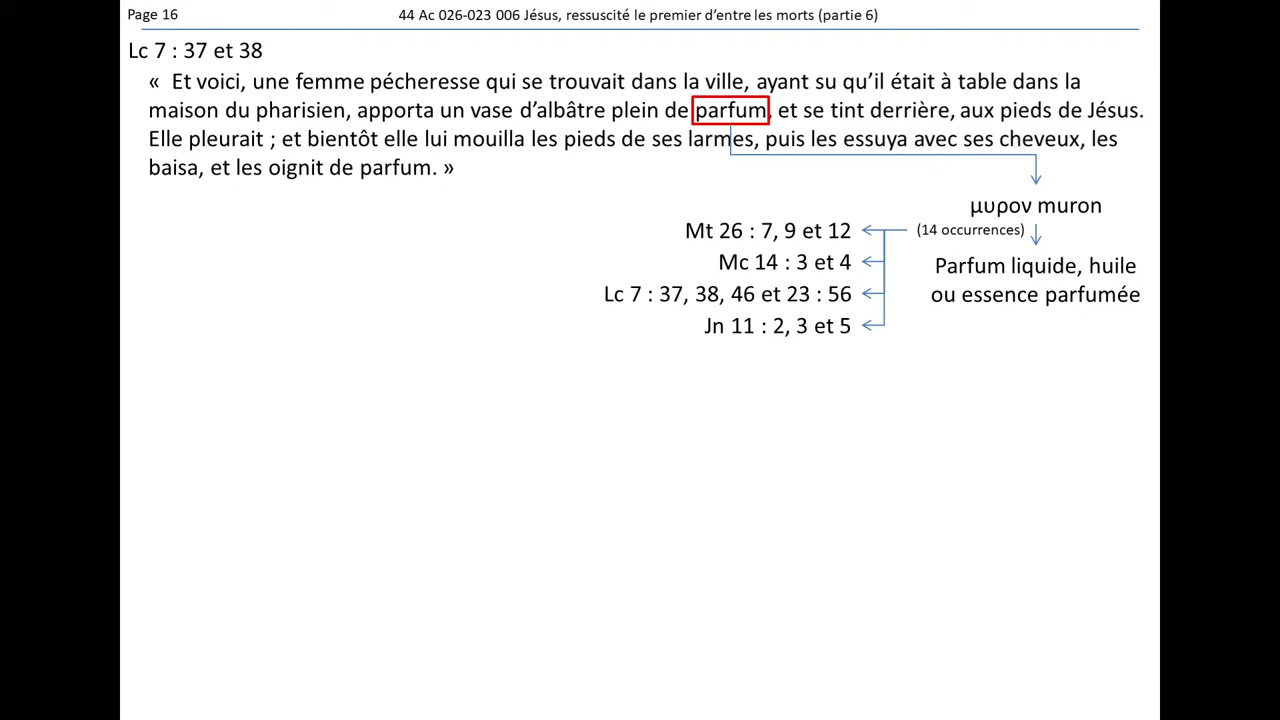 Page 16
44 Ac 026-023 006 Jésus, ressuscité le premier d’entre les morts (partie 6)
Lc 7 : 37 et 38
«  Et voici, une femme pécheresse qui se trouvait dans la ville, ayant su qu’il était à table dans la
maison du pharisien, apporta un vase d’albâtre plein de parfum, et se tint derrière, aux pieds de Jésus.
Elle pleurait ; et bientôt elle lui mouilla les pieds de ses larmes, puis les essuya avec ses cheveux, les
baisa, et les oignit de parfum. »
μυρον muron
(14 occurrences)
Mt 26 : 7, 9 et 12
Mc 14 : 3 et 4
Lc 7 : 37, 38, 46 et 23 : 56
Jn 11 : 2, 3 et 5
Parfum liquide, huile
ou essence parfumée